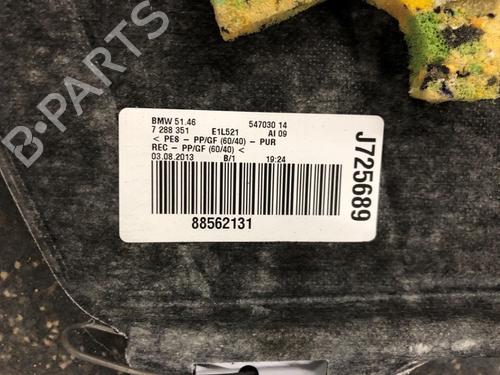 BMW 51.46 547030 14
7 288 351 E1L521 AI 09
< PES - PP/GF (60/40) - PUR
REC - PP/GF (60/40) <
03.08.2013 B/1 19:24
88562131
J725689
B-PARTS